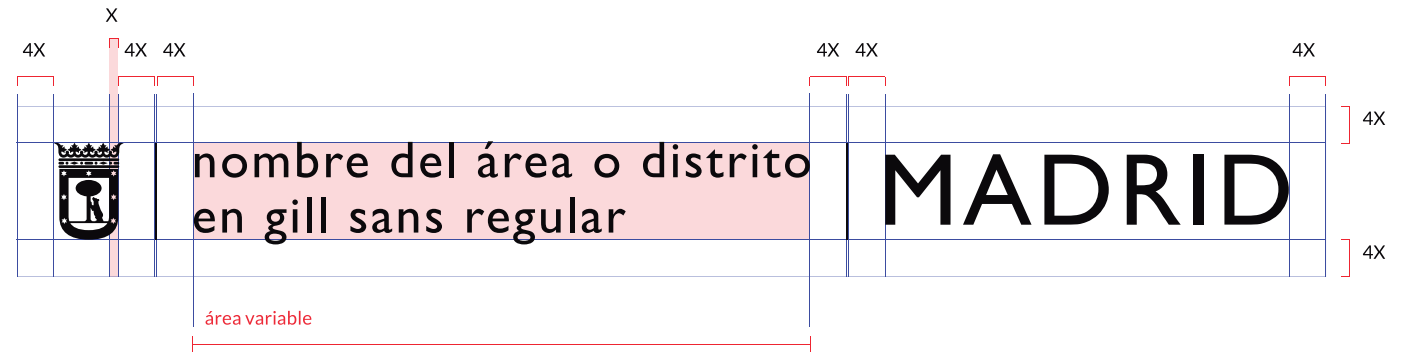 X
4X 4X 4X 4X 4X 4X
4X
nombre del área o distrito
en gill sans regular
MADRID
4X
área variable